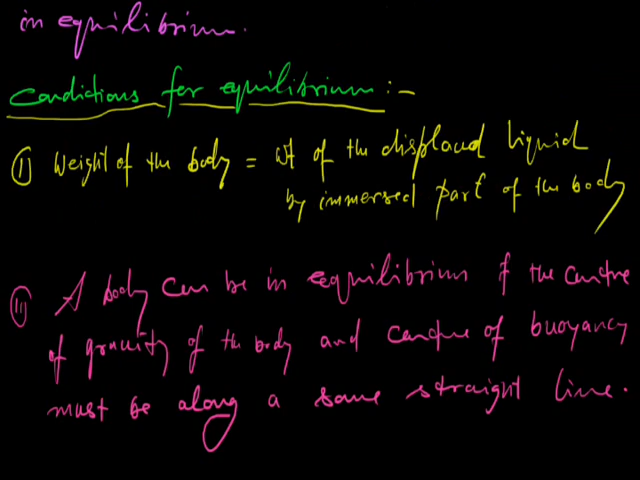 in equilibrium.
Conditions for equilibrium :-
(I) Weight of the body = wt of the displaced liquid
by immersed part of the body
(II) A body can be in equilibrium if the centre
of gravity of the body and centre of buoyancy
must be along a same straight line.